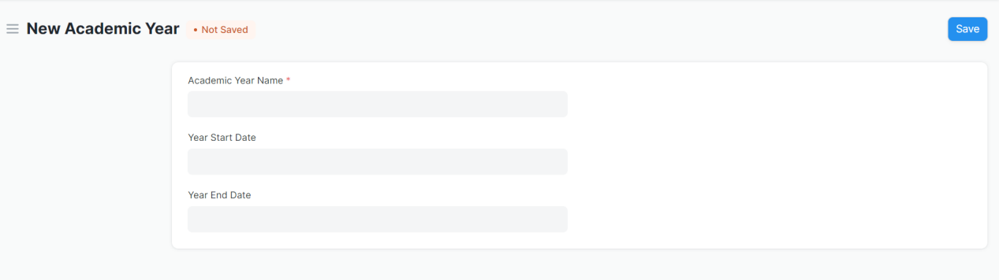 New Academic Year • Not Saved Save
Academic Year Name *
Year Start Date
Year End Date